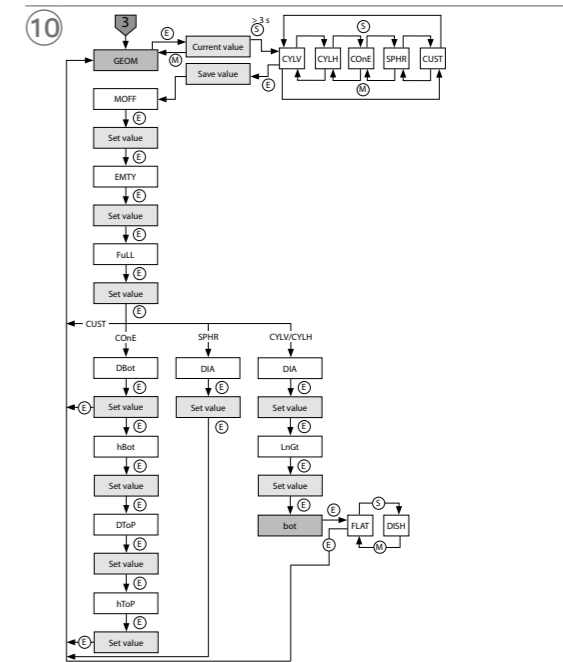 10
3
GEOM
E
M
Current value
> 3 s
S
Save value
E
CYLV
CYLH
COnE
SPHR
CUST
S
M
MOFF
E
Set value
E
EMTY
E
Set value
E
FuLL
E
Set value
E
CUST
COnE
SPHR
CYLV/CYLH
DBot
DIA
DIA
E
E
E
E
Set value
Set value
Set value
E
E
E
hBot
LnGt
E
E
Set value
Set value
E
E
DToP
bot
E
FLAT
DISH
S
M
E
E
Set value
E
hToP
E
E
Set value